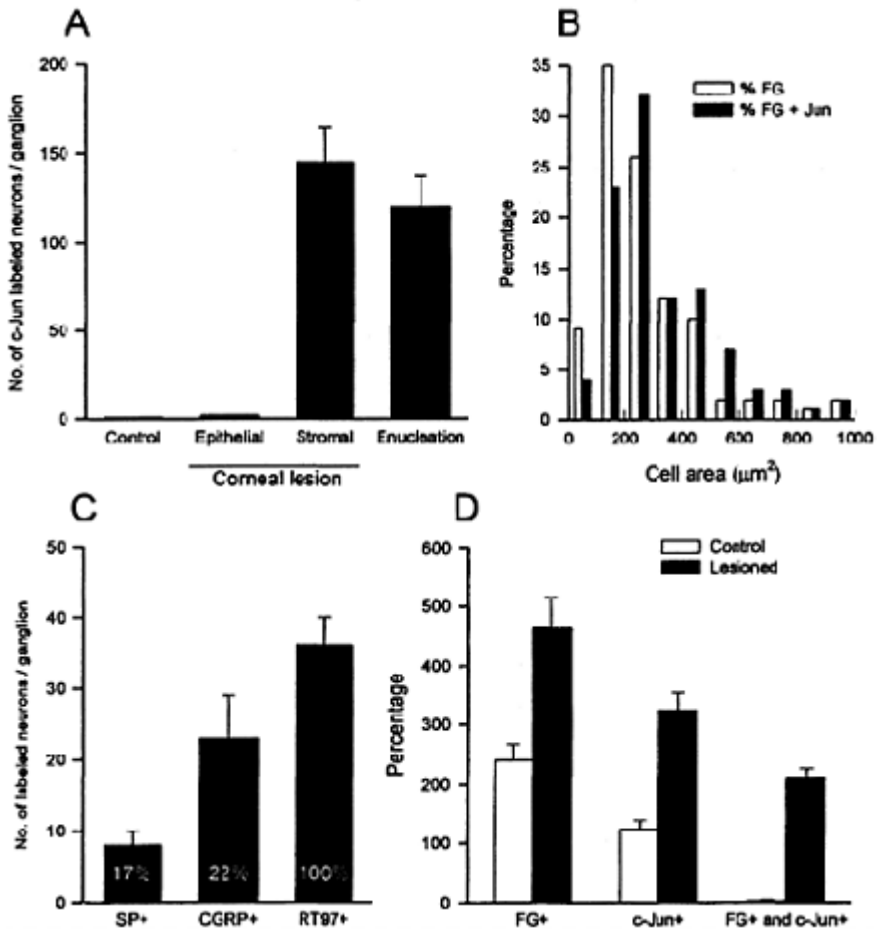 A
No. of c-Jun labeled neurons / ganglion
200
150
100
50
0
Control
Epithelial
Stromal
Enucleation
Corneal lesion
B
% FG
% FG + Jun
Percentage
35
30
25
20
15
10
5
0
0
200
400
600
800
1000
Cell area (μm²)
C
No. of labeled neurons / ganglion
50
40
30
20
10
0
17%
22%
100%
SP+
CGRP+
RT97+
D
Control
Lesioned
Percentage
600
500
400
300
200
100
0
FG+
c-Jun+
FG+ and c-Jun+